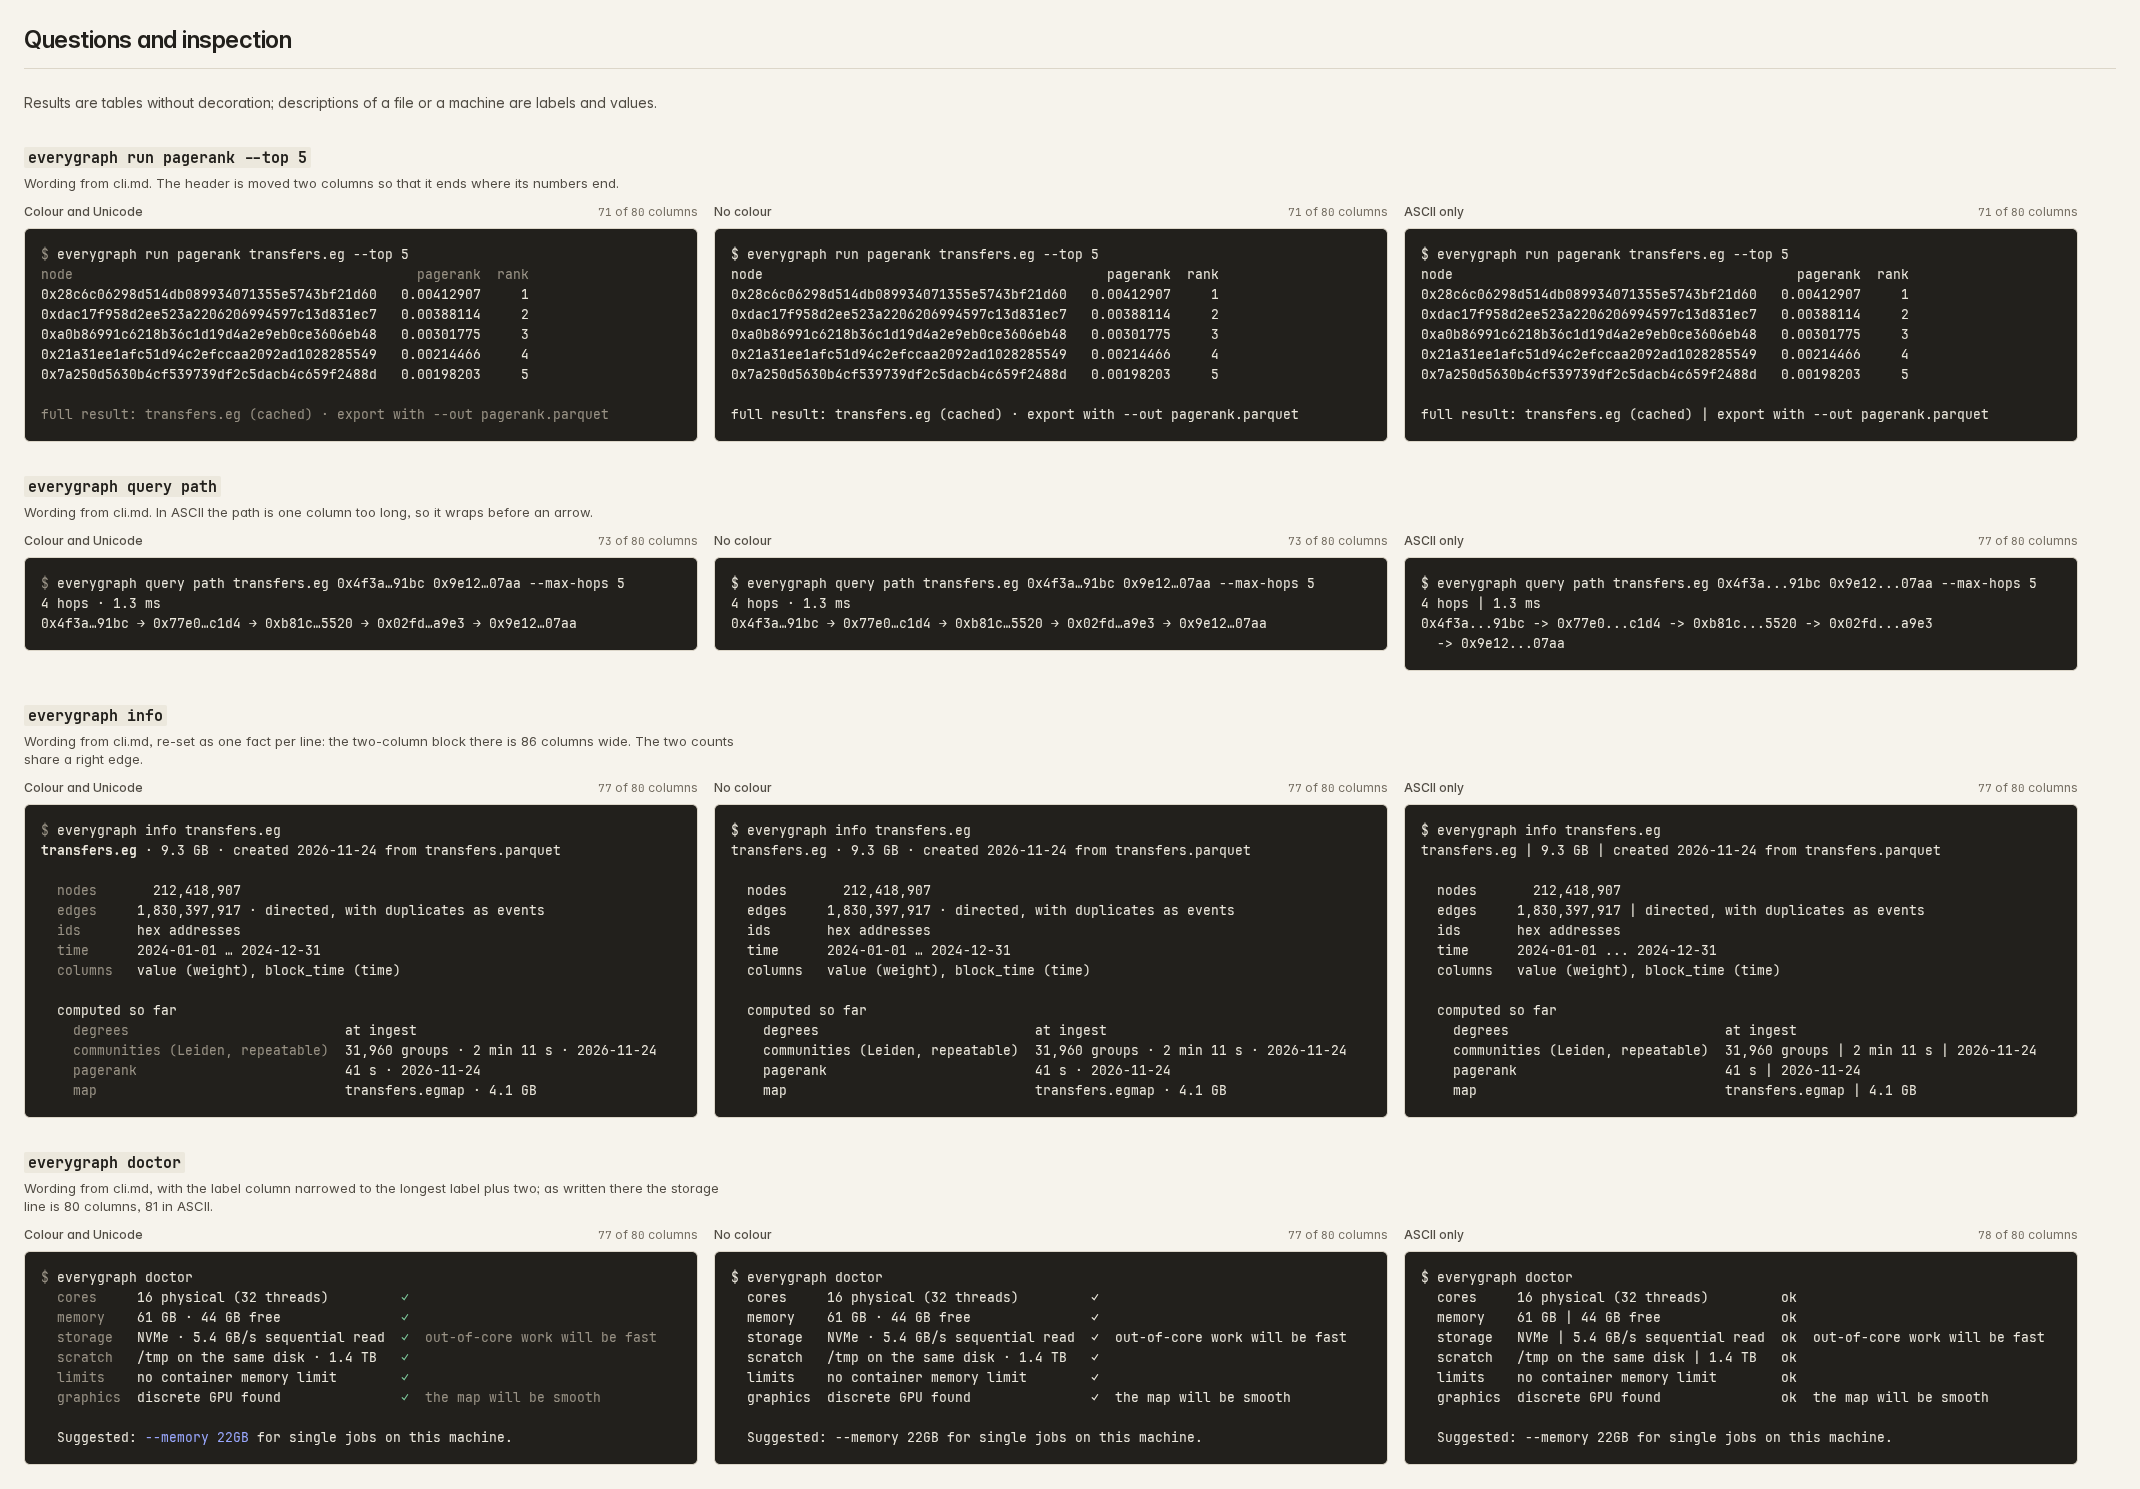 Questions and inspection
Results are tables without decoration; descriptions of a file or a machine are labels and values.
everygraph run pagerank --top 5
Wording from cli.md. The header is moved two columns so that it ends where its numbers end.
Colour and Unicode 71 of 80 columns
$ everygraph run pagerank transfers.eg --top 5
node pagerank rank
0x28c6c06298d514db089934071355e5743bf21d60 0.00412907 1
0xdac17f958d2ee523a2206206994597c13d831ec7 0.00388114 2
0xa0b86991c6218b36c1d19d4a2e9eb0ce3606eb48 0.00301775 3
0x21a31ee1afc51d94c2efccaa2092ad1028285549 0.00214466 4
0x7a250d5630b4cf539739df2c5dacb4c659f2488d 0.00198203 5
full result: transfers.eg (cached) · export with --out pagerank.parquet
No colour 71 of 80 columns
$ everygraph run pagerank transfers.eg --top 5
node pagerank rank
0x28c6c06298d514db089934071355e5743bf21d60 0.00412907 1
0xdac17f958d2ee523a2206206994597c13d831ec7 0.00388114 2
0xa0b86991c6218b36c1d19d4a2e9eb0ce3606eb48 0.00301775 3
0x21a31ee1afc51d94c2efccaa2092ad1028285549 0.00214466 4
0x7a250d5630b4cf539739df2c5dacb4c659f2488d 0.00198203 5
full result: transfers.eg (cached) · export with --out pagerank.parquet
ASCII only 71 of 80 columns
$ everygraph run pagerank transfers.eg --top 5
node pagerank rank
0x28c6c06298d514db089934071355e5743bf21d60 0.00412907 1
0xdac17f958d2ee523a2206206994597c13d831ec7 0.00388114 2
0xa0b86991c6218b36c1d19d4a2e9eb0ce3606eb48 0.00301775 3
0x21a31ee1afc51d94c2efccaa2092ad1028285549 0.00214466 4
0x7a250d5630b4cf539739df2c5dacb4c659f2488d 0.00198203 5
full result: transfers.eg (cached) | export with --out pagerank.parquet
everygraph query path
Wording from cli.md. In ASCII the path is one column too long, so it wraps before an arrow.
Colour and Unicode 73 of 80 columns
$ everygraph query path transfers.eg 0x4f3a…91bc 0x9e12…07aa --max-hops 5
4 hops · 1.3 ms
0x4f3a…91bc → 0x77e0…c1d4 → 0xb81c…5520 → 0x02fd…a9e3 → 0x9e12…07aa
No colour 73 of 80 columns
$ everygraph query path transfers.eg 0x4f3a…91bc 0x9e12…07aa --max-hops 5
4 hops · 1.3 ms
0x4f3a…91bc → 0x77e0…c1d4 → 0xb81c…5520 → 0x02fd…a9e3 → 0x9e12…07aa
ASCII only 77 of 80 columns
$ everygraph query path transfers.eg 0x4f3a...91bc 0x9e12...07aa --max-hops 5
4 hops | 1.3 ms
0x4f3a...91bc -> 0x77e0...c1d4 -> 0xb81c...5520 -> 0x02fd...a9e3
-> 0x9e12...07aa
everygraph info
Wording from cli.md, re-set as one fact per line: the two-column block there is 86 columns wide. The two counts
share a right edge.
Colour and Unicode 77 of 80 columns
$ everygraph info transfers.eg
transfers.eg · 9.3 GB · created 2026-11-24 from transfers.parquet
nodes 212,418,907
edges 1,830,397,917 · directed, with duplicates as events
ids hex addresses
time 2024-01-01 … 2024-12-31
columns value (weight), block_time (time)
computed so far
degrees at ingest
communities (Leiden, repeatable) 31,960 groups · 2 min 11 s · 2026-11-24
pagerank 41 s · 2026-11-24
map transfers.egmap · 4.1 GB
No colour 77 of 80 columns
$ everygraph info transfers.eg
transfers.eg · 9.3 GB · created 2026-11-24 from transfers.parquet
nodes 212,418,907
edges 1,830,397,917 · directed, with duplicates as events
ids hex addresses
time 2024-01-01 … 2024-12-31
columns value (weight), block_time (time)
computed so far
degrees at ingest
communities (Leiden, repeatable) 31,960 groups · 2 min 11 s · 2026-11-24
pagerank 41 s · 2026-11-24
map transfers.egmap · 4.1 GB
ASCII only 77 of 80 columns
$ everygraph info transfers.eg
transfers.eg | 9.3 GB | created 2026-11-24 from transfers.parquet
nodes 212,418,907
edges 1,830,397,917 | directed, with duplicates as events
ids hex addresses
time 2024-01-01 ... 2024-12-31
columns value (weight), block_time (time)
computed so far
degrees at ingest
communities (Leiden, repeatable) 31,960 groups | 2 min 11 s | 2026-11-24
pagerank 41 s | 2026-11-24
map transfers.egmap | 4.1 GB
everygraph doctor
Wording from cli.md, with the label column narrowed to the longest label plus two; as written there the storage
line is 80 columns, 81 in ASCII.
Colour and Unicode 77 of 80 columns
$ everygraph doctor
cores 16 physical (32 threads) ✓
memory 61 GB · 44 GB free ✓
storage NVMe · 5.4 GB/s sequential read ✓ out-of-core work will be fast
scratch /tmp on the same disk · 1.4 TB ✓
limits no container memory limit ✓
graphics discrete GPU found ✓ the map will be smooth
Suggested: --memory 22GB for single jobs on this machine.
No colour 77 of 80 columns
$ everygraph doctor
cores 16 physical (32 threads) ✓
memory 61 GB · 44 GB free ✓
storage NVMe · 5.4 GB/s sequential read ✓ out-of-core work will be fast
scratch /tmp on the same disk · 1.4 TB ✓
limits no container memory limit ✓
graphics discrete GPU found ✓ the map will be smooth
Suggested: --memory 22GB for single jobs on this machine.
ASCII only 78 of 80 columns
$ everygraph doctor
cores 16 physical (32 threads) ok
memory 61 GB | 44 GB free ok
storage NVMe | 5.4 GB/s sequential read ok out-of-core work will be fast
scratch /tmp on the same disk | 1.4 TB ok
limits no container memory limit ok
graphics discrete GPU found ok the map will be smooth
Suggested: --memory 22GB for single jobs on this machine.